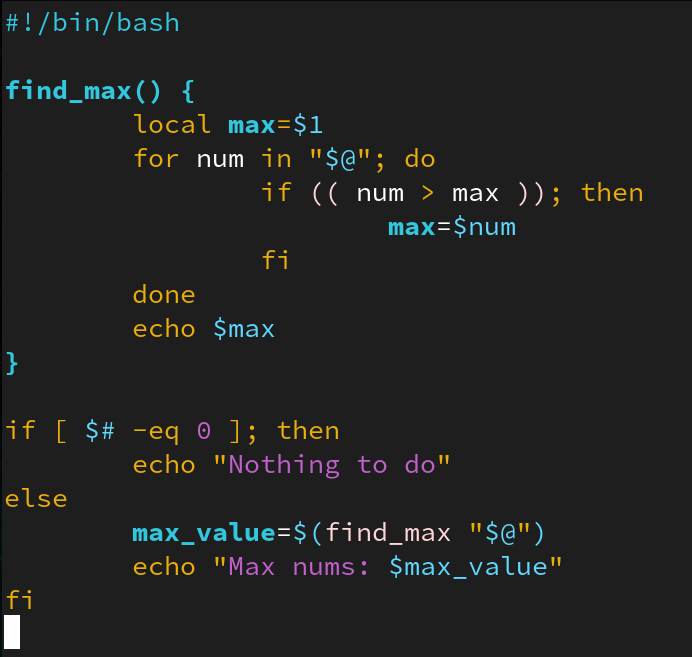 #!/bin/bash

find_max() {
        local max=$1
        for num in "$@"; do
                if (( num > max )); then
                        max=$num
                fi
        done
        echo $max
}

if [ $# -eq 0 ]; then
        echo "Nothing to do"
else
        max_value=$(find_max "$@")
        echo "Max nums: $max_value"
fi